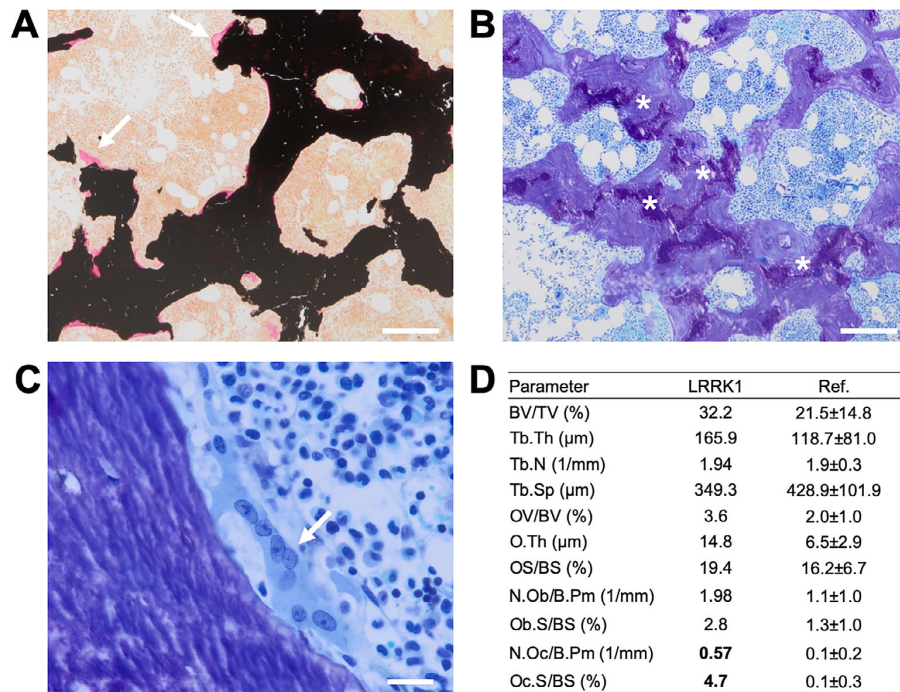 A
B
C
D
Parameter LRRK1 Ref.
BV/TV (%) 32.2 21.5±14.8
Tb.Th (µm) 165.9 118.7±81.0
Tb.N (1/mm) 1.94 1.9±0.3
Tb.Sp (µm) 349.3 428.9±101.9
OV/BV (%) 3.6 2.0±1.0
O.Th (µm) 14.8 6.5±2.9
OS/BS (%) 19.4 16.2±6.7
N.Ob/B.Pm (1/mm) 1.98 1.1±1.0
Ob.S/BS (%) 2.8 1.3±1.0
N.Oc/B.Pm (1/mm) 0.57 0.1±0.2
Oc.S/BS (%) 4.7 0.1±0.3